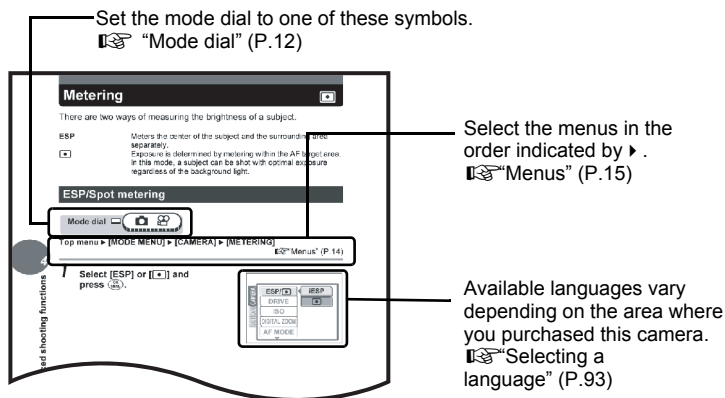 Set the mode dial to one of these symbols.
“Mode dial” (P.12)
Metering
There are two ways of measuring the brightness of a subject.
ESP Meters the center of the subject and the surrounding area
separately.
Exposure is determined by metering within the AF target area.
In this mode, a subject can be shot with optimal exposure
regardless of the background light.
ESP/Spot metering
Mode dial
Top menu ▸ [MODE MENU] ▸ [CAMERA] ▸ [METERING]
“Menus” (P.14)
1 Select [ESP] or [ ] and
press .
ESP/ iESP
DRIVE
ISO
DIGITAL ZOOM
AF MODE
CAMERA
shooting functions
Select the menus in the
order indicated by ▸ .
“Menus” (P.15)
Available languages vary
depending on the area where
you purchased this camera.
“Selecting a
language” (P.93)